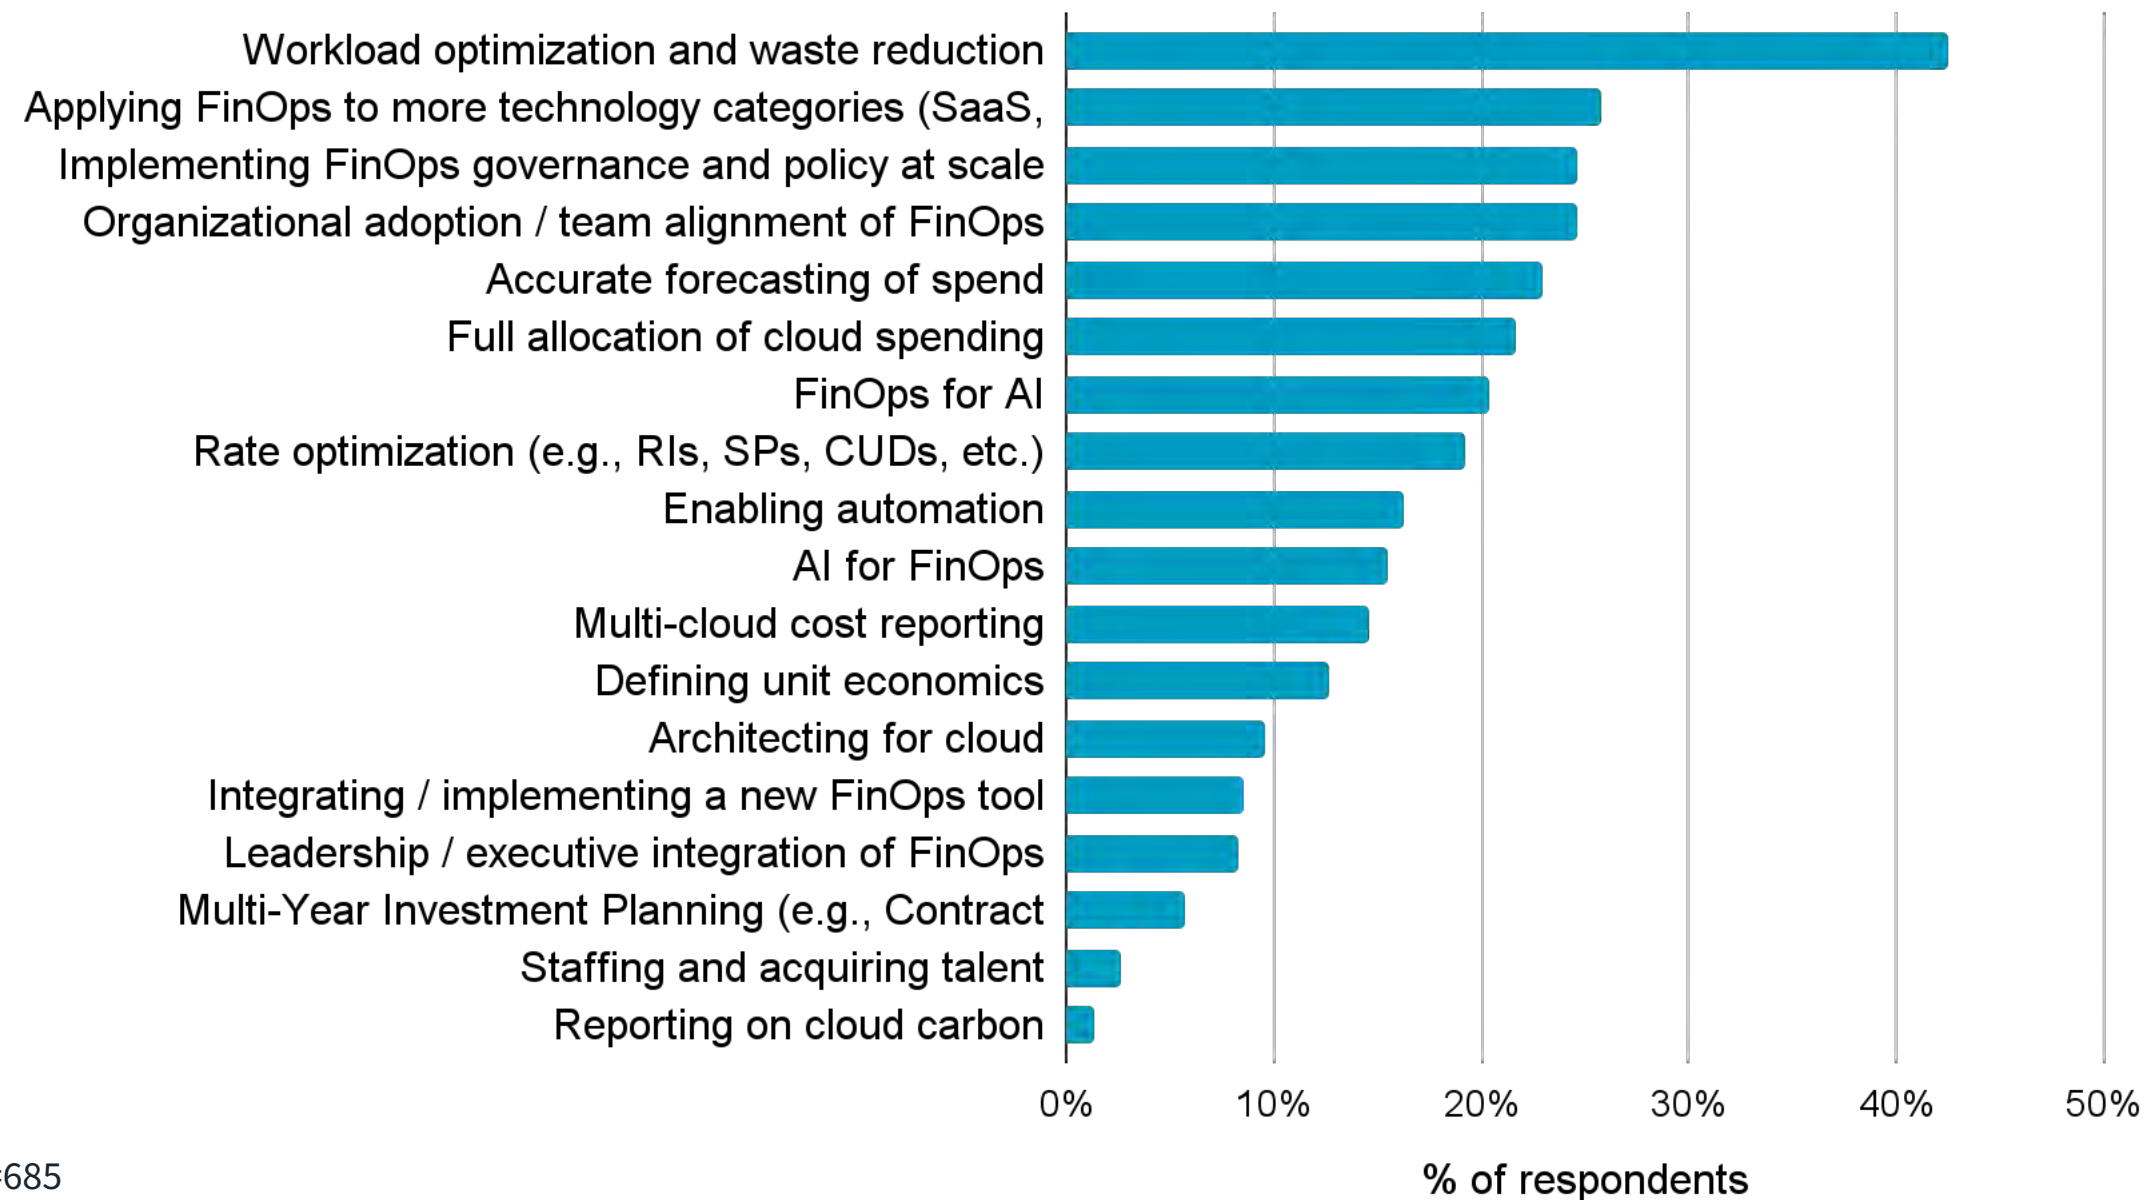 Workload optimization and waste reduction
Applying FinOps to more technology categories (SaaS,
Implementing FinOps governance and policy at scale
Organizational adoption / team alignment of FinOps
Accurate forecasting of spend
Full allocation of cloud spending
FinOps for AI
Rate optimization (e.g., RIs, SPs, CUDs, etc.)
Enabling automation
AI for FinOps
Multi-cloud cost reporting
Defining unit economics
Architecting for cloud
Integrating / implementing a new FinOps tool
Leadership / executive integration of FinOps
Multi-Year Investment Planning (e.g., Contract
Staffing and acquiring talent
Reporting on cloud carbon
0% 10% 20% 30% 40% 50%
=685
% of respondents